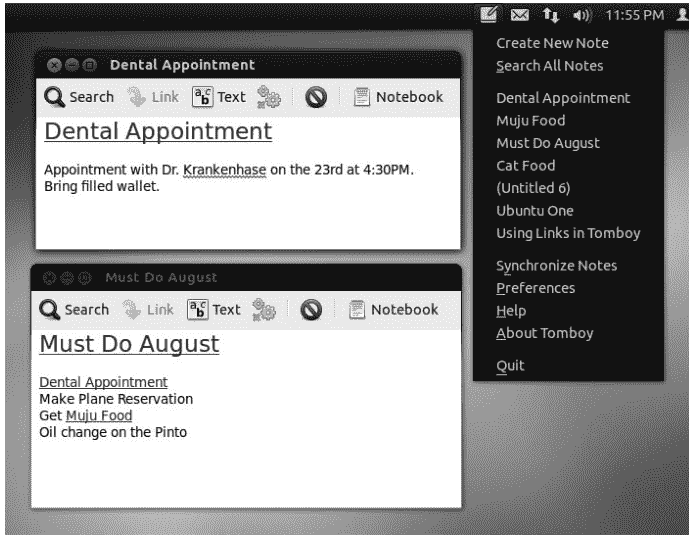 11:55 PM
Create New Note
Search All Notes
Dental Appointment
Muju Food
Must Do August
Cat Food
(Untitled 6)
Ubuntu One
Using Links in Tomboy
Synchronize Notes
Preferences
Help
About Tomboy
Quit
Dental Appointment
Search Link a b c Text Notebook
Dental Appointment
Appointment with Dr. Krankenhase on the 23rd at 4:30PM.
Bring filled wallet.
Must Do August
Search Link a b c Text Notebook
Must Do August
Dental Appointment
Make Plane Reservation
Get Muju Food
Oil change on the Pinto